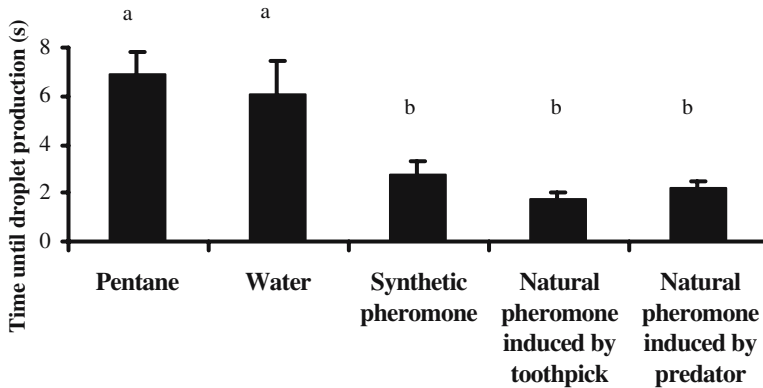 a
a
b
b
b
Time until droplet production (s)
8
6
4
2
0
Pentane
Water
Synthetic
pheromone
Natural
pheromone
induced by
toothpick
Natural
pheromone
induced by
predator